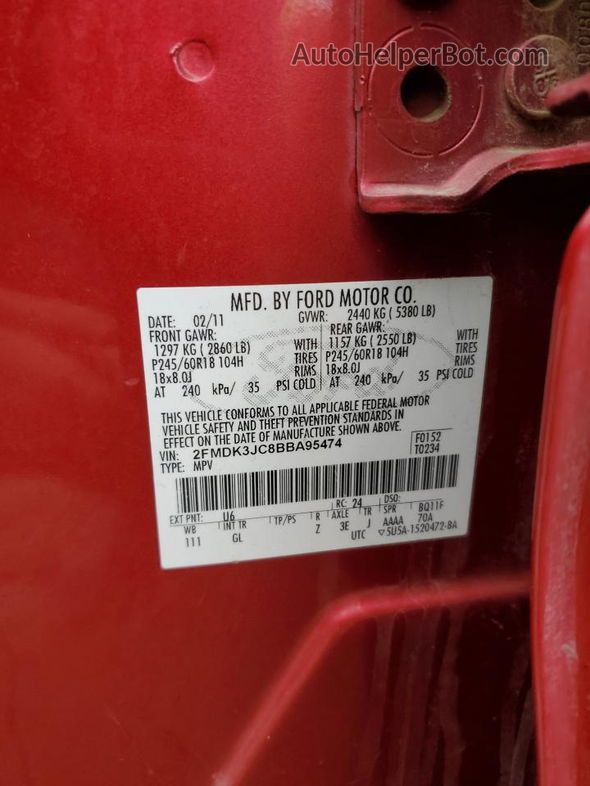 AutoHelperBot.com
MFD. BY FORD MOTOR CO.
DATE: 02/11 GVWR: 2440 KG ( 5380 LB)
FRONT GAWR: REAR GAWR:
1297 KG ( 2860 LB) WITH 1157 KG ( 2550 LB) WITH
P245/60R18 104H TIRES P245/60R18 104H TIRES
18x8.0J RIMS 18x8.0J RIMS
AT 240 kPa/ 35 PSI COLD AT 240 kPa/ 35 PSI COLD
THIS VEHICLE CONFORMS TO ALL APPLICABLE FEDERAL MOTOR
VEHICLE SAFETY AND THEFT PREVENTION STANDARDS IN
EFFECT ON THE DATE OF MANUFACTURE SHOWN ABOVE.
VIN: 2FMDK3JC8BBA95474 F0152
TYPE: MPV T0234
EXT PNT: U6 RC: 24 DSO: BQ11F
WB INT TR TP/PS R AXLE TR SPR
111 GL Z 3E J AAAA 70A
UTC ▽5U5A-1520472-BA